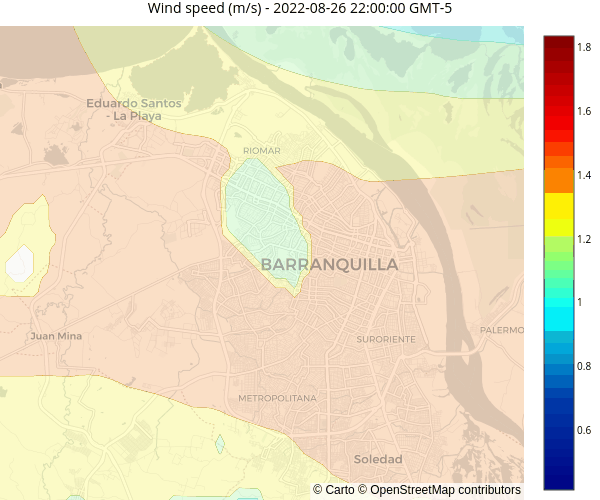 Wind speed (m/s) - 2022-08-26 22:00:00 GMT-5
1.8
1.6
1.4
1.2
1
0.8
0.6
Eduardo Santos
- La Playa
RIOMAR
BARRANQUILLA
Juan Mina
SURORIENTE
PALERMO
METROPOLITANA
Soledad
© Carto © OpenStreetMap contributors